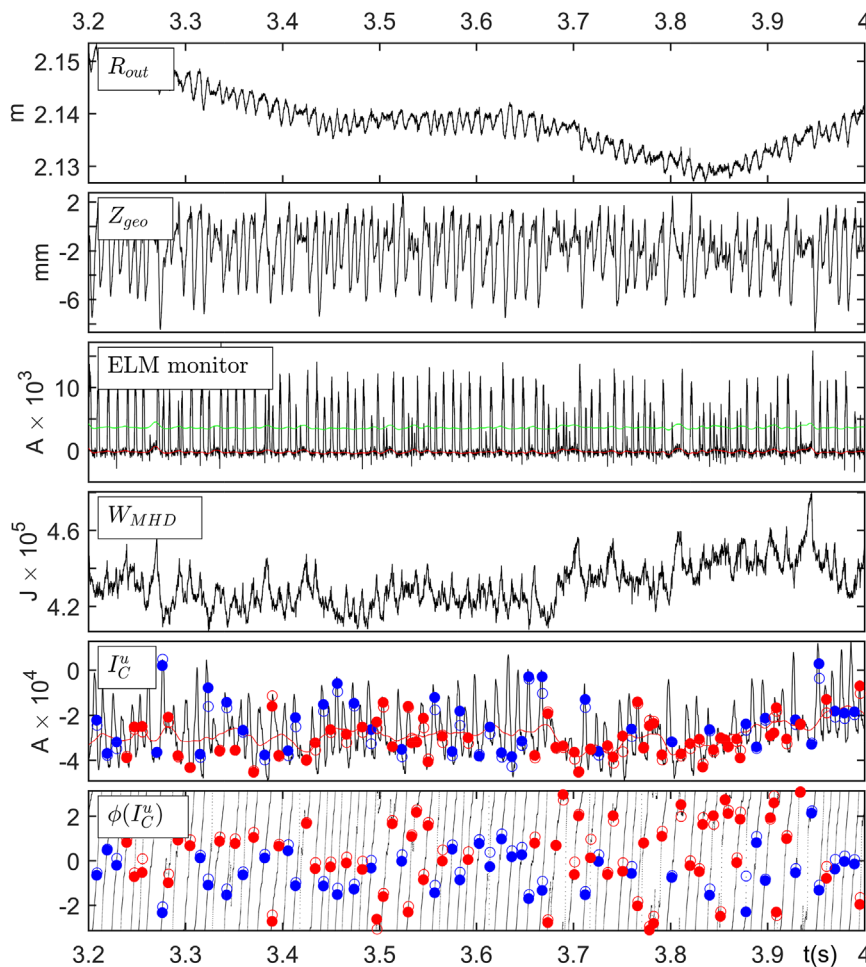 3.2 3.3 3.4 3.5 3.6 3.7 3.8 3.9 4
R_out
m
2.15
2.14
2.13
Z_geo
mm
2
-2
-6
ELM monitor
A × 10^3
10
0
W_MHD
J × 10^5
4.6
4.2
I_C^u
A × 10^4
0
-2
-4
ϕ(I_C^u)
2
0
-2
3.2 3.3 3.4 3.5 3.6 3.7 3.8 3.9 t(s) 4